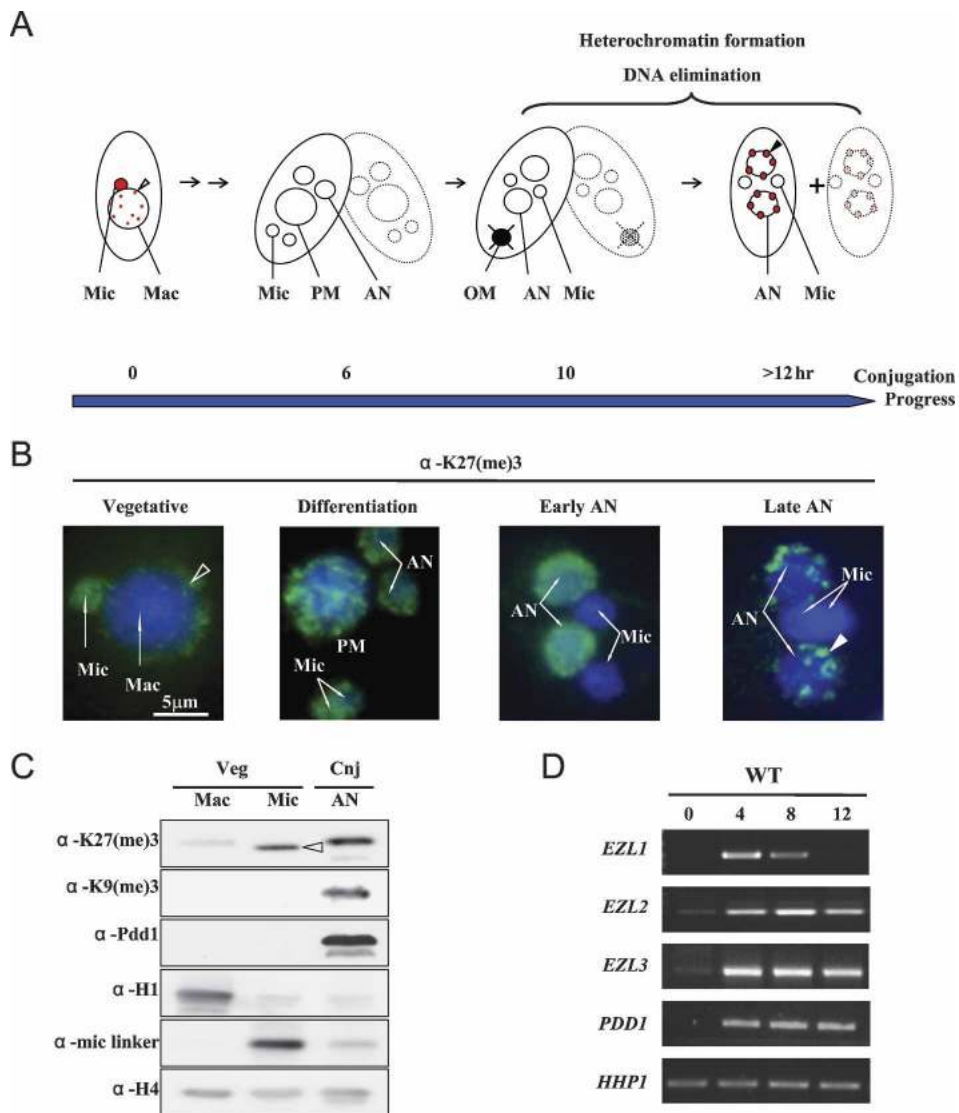 A
Heterochromatin formation
DNA elimination
Mic Mac
Mic PM AN
OM AN Mic
AN Mic
+
0 6 10 >12 hr Conjugation
Progress
B
α-K27(me)3
Vegetative Differentiation Early AN Late AN
Mic
Mac
5μm
AN
PM
Mic
AN
Mic
Mic
AN
C
Veg Cnj
Mac Mic AN
α-K27(me)3
α-K9(me)3
α-Pdd1
α-H1
α-mic linker
α-H4
D
WT
0 4 8 12
EZL1
EZL2
EZL3
PDD1
HHP1